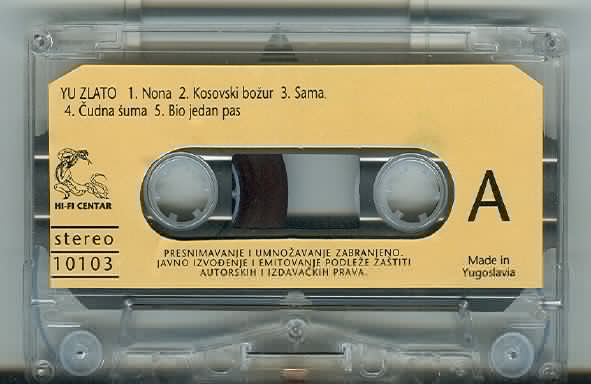 YU ZLATO 1. Nona 2. Kosovski božur 3. Sama.
4. Čudna šuma 5. Bio jedan pas
HI-FI CENTAR
stereo
10103
A
PRESNIMAVANJE I UMNOŽAVANJE ZABRANJENO.
JAVNO IZVOĐENJE I EMITOVANJE PODLEŽE ZAŠTITI
AUTORSKIH I IZDAVAČKIH PRAVA.
Made in
Yugoslavia